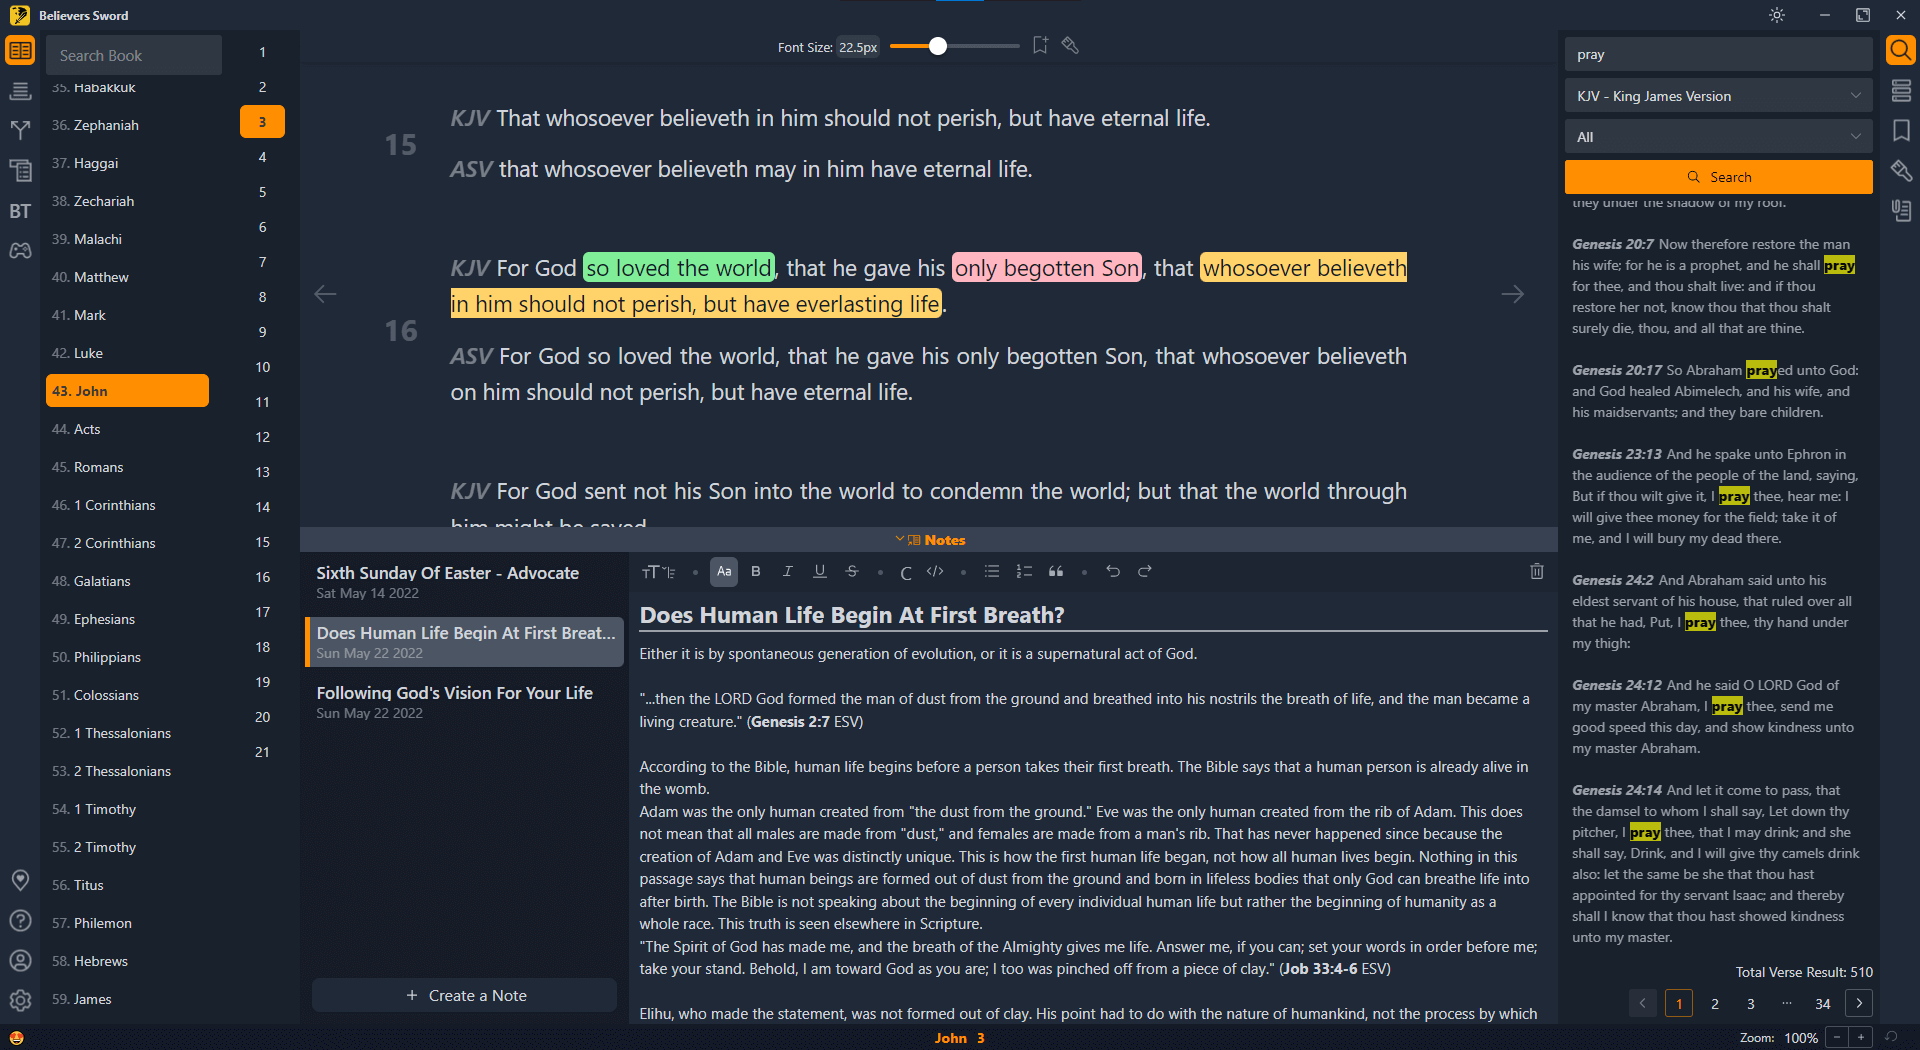 Believers Sword
Search Book
35. Habakkuk
36. Zephaniah
37. Haggai
38. Zechariah
39. Malachi
40. Matthew
41. Mark
42. Luke
43. John
44. Acts
45. Romans
46. 1 Corinthians
47. 2 Corinthians
48. Galatians
49. Ephesians
50. Philippians
51. Colossians
52. 1 Thessalonians
53. 2 Thessalonians
54. 1 Timothy
55. 2 Timothy
56. Titus
57. Philemon
58. Hebrews
59. James
BT
1
2
3
4
5
6
7
8
9
10
11
12
13
14
15
16
17
18
19
20
21
Font Size: 22.5px
15
KJV That whosoever believeth in him should not perish, but have eternal life.
ASV that whosoever believeth may in him have eternal life.
16
KJV For God so loved the world, that he gave his only begotten Son, that whosoever believeth
in him should not perish, but have everlasting life.
ASV For God so loved the world, that he gave his only begotten Son, that whosoever believeth
on him should not perish, but have eternal life.
KJV For God sent not his Son into the world to condemn the world; but that the world through
him might be saved
Notes
Sixth Sunday Of Easter - Advocate
Sat May 14 2022
Does Human Life Begin At First Breat...
Sun May 22 2022
Following God's Vision For Your Life
Sun May 22 2022
+ Create a Note
Aa B I U S C </>
Does Human Life Begin At First Breath?
Either it is by spontaneous generation of evolution, or it is a supernatural act of God.
"...then the LORD God formed the man of dust from the ground and breathed into his nostrils the breath of life, and the man became a
living creature." (Genesis 2:7 ESV)
According to the Bible, human life begins before a person takes their first breath. The Bible says that a human person is already alive in
the womb.
Adam was the only human created from "the dust from the ground." Eve was the only human created from the rib of Adam. This does
not mean that all males are made from "dust," and females are made from a man's rib. That has never happened since because the
creation of Adam and Eve was distinctly unique. This is how the first human life began, not how all human lives begin. Nothing in this
passage says that human beings are formed out of dust from the ground and born in lifeless bodies that only God can breathe life into
after birth. The Bible is not speaking about the beginning of every individual human life but rather the beginning of humanity as a
whole race. This truth is seen elsewhere in Scripture.
"The Spirit of God has made me, and the breath of the Almighty gives me life. Answer me, if you can; set your words in order before me;
take your stand. Behold, I am toward God as you are; I too was pinched off from a piece of clay." (Job 33:4-6 ESV)
Elihu, who made the statement, was not formed out of clay. His point had to do with the nature of humankind, not the process by which
pray
KJV - King James Version
All
Search
they under the shadow of my roof.
Genesis 20:7 Now therefore restore the man
his wife; for he is a prophet, and he shall pray
for thee, and thou shalt live: and if thou
restore her not, know thou that thou shalt
surely die, thou, and all that are thine.
Genesis 20:17 So Abraham prayed unto God:
and God healed Abimelech, and his wife, and
his maidservants; and they bare children.
Genesis 23:13 And he spake unto Ephron in
the audience of the people of the land, saying,
But if thou wilt give it, I pray thee, hear me: I
will give thee money for the field; take it of
me, and I will bury my dead there.
Genesis 24:2 And Abraham said unto his
eldest servant of his house, that ruled over all
that he had, Put, I pray thee, thy hand under
my thigh:
Genesis 24:12 And he said O LORD God of
my master Abraham, I pray thee, send me
good speed this day, and show kindness unto
my master Abraham.
Genesis 24:14 And let it come to pass, that
the damsel to whom I shall say, Let down thy
pitcher, I pray thee, that I may drink; and she
shall say, Drink, and I will give thy camels drink
also: let the same be she that thou hast
appointed for thy servant Isaac; and thereby
shall I know that thou hast showed kindness
unto my master.
Total Verse Result: 510
1 2 3 ... 34
John 3
Zoom: 100% - +